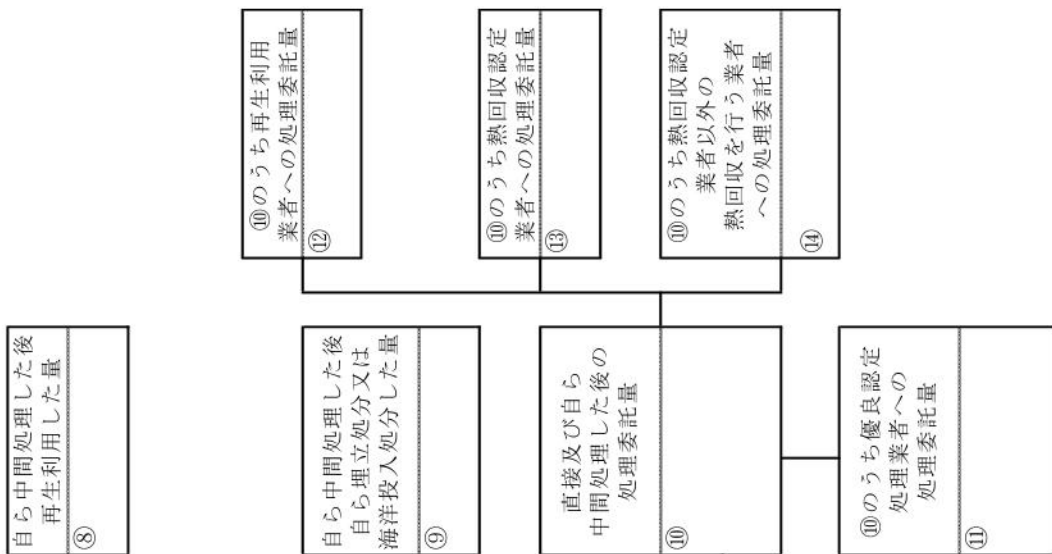 自ら中間処理した後
再生利用した量
⑧
自ら中間処理した後
自ら埋立処分又は
海洋投入処分した量
⑨
直接及び自ら
中間処理した後の
処理委託量
⑩
⑩のうち優良認定
処理業者への
処理委託量
⑪
⑩のうち再生利用
業者への処理委託量
⑫
⑩のうち熱回収認定
業者への処理委託量
⑬
⑩のうち熱回収認定
業者以外の
熱回収を行う業者
への処理委託量
⑭